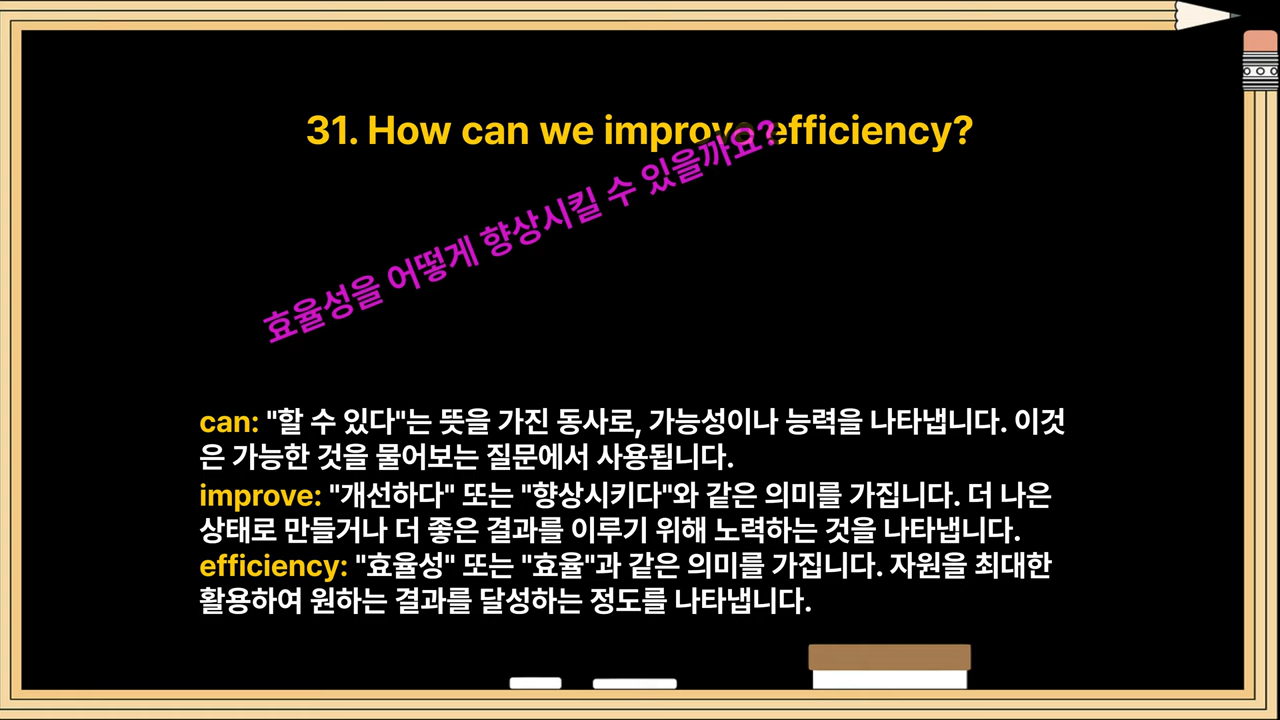 31. How can we improve efficiency?
효율성을 어떻게 향상시킬 수 있을까요?
can: "할 수 있다"는 뜻을 가진 동사로, 가능성이나 능력을 나타냅니다. 이것
은 가능한 것을 물어보는 질문에서 사용됩니다.
improve: "개선하다" 또는 "향상시키다"와 같은 의미를 가집니다. 더 나은
상태로 만들거나 더 좋은 결과를 이루기 위해 노력하는 것을 나타냅니다.
efficiency: "효율성" 또는 "효율"과 같은 의미를 가집니다. 자원을 최대한
활용하여 원하는 결과를 달성하는 정도를 나타냅니다.